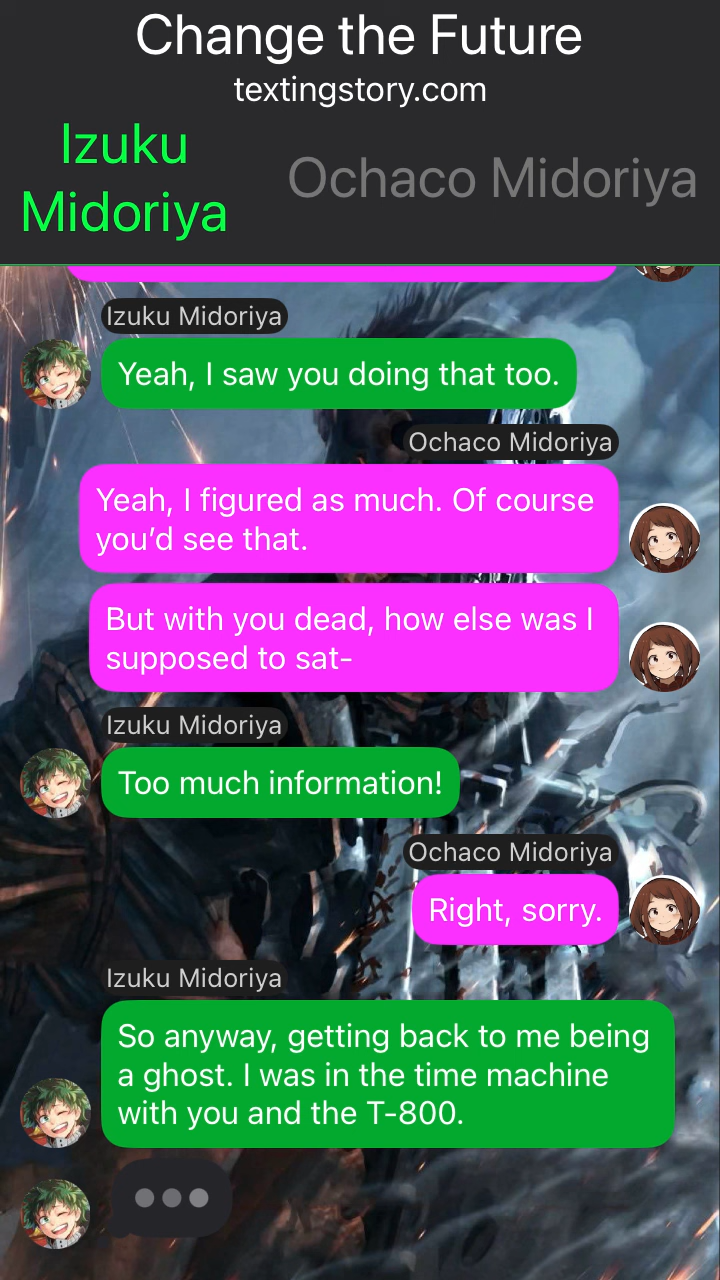 Change the Future
textingstory.com
Izuku
Midoriya
Ochaco Midoriya
Izuku Midoriya
Yeah, I saw you doing that too.
Ochaco Midoriya
Yeah, I figured as much. Of course
you’d see that.
But with you dead, how else was I
supposed to sat-
Izuku Midoriya
Too much information!
Ochaco Midoriya
Right, sorry.
Izuku Midoriya
So anyway, getting back to me being
a ghost. I was in the time machine
with you and the T-800.